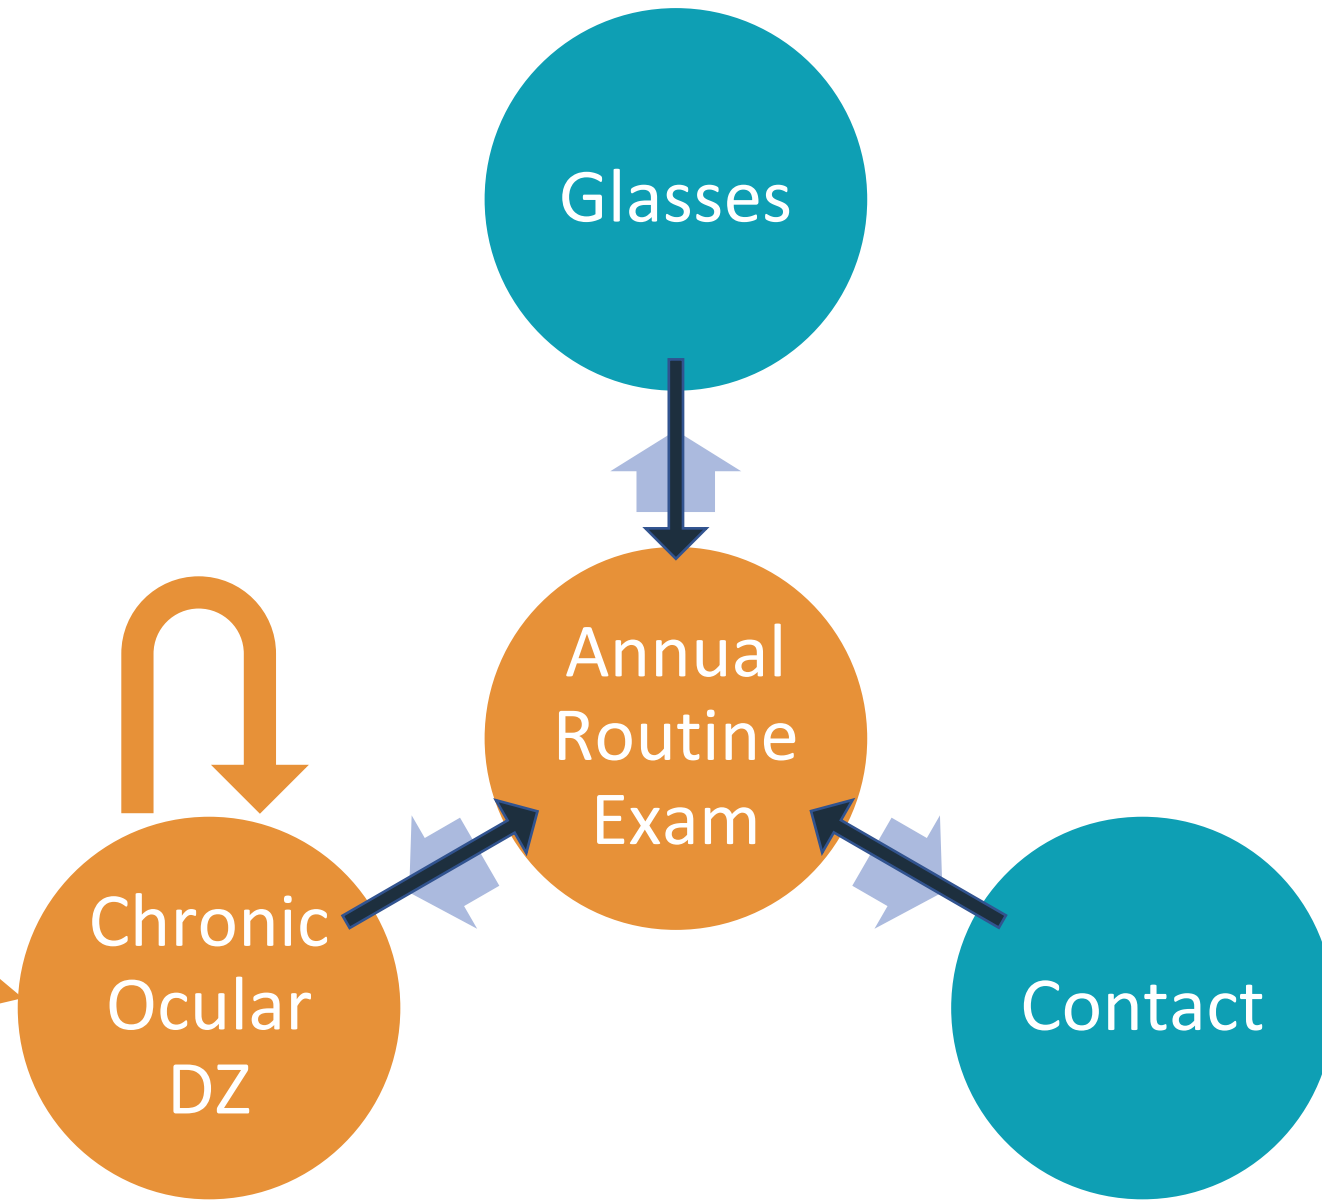 Glasses
Annual
Routine
Exam
Chronic
Ocular
DZ
Contact